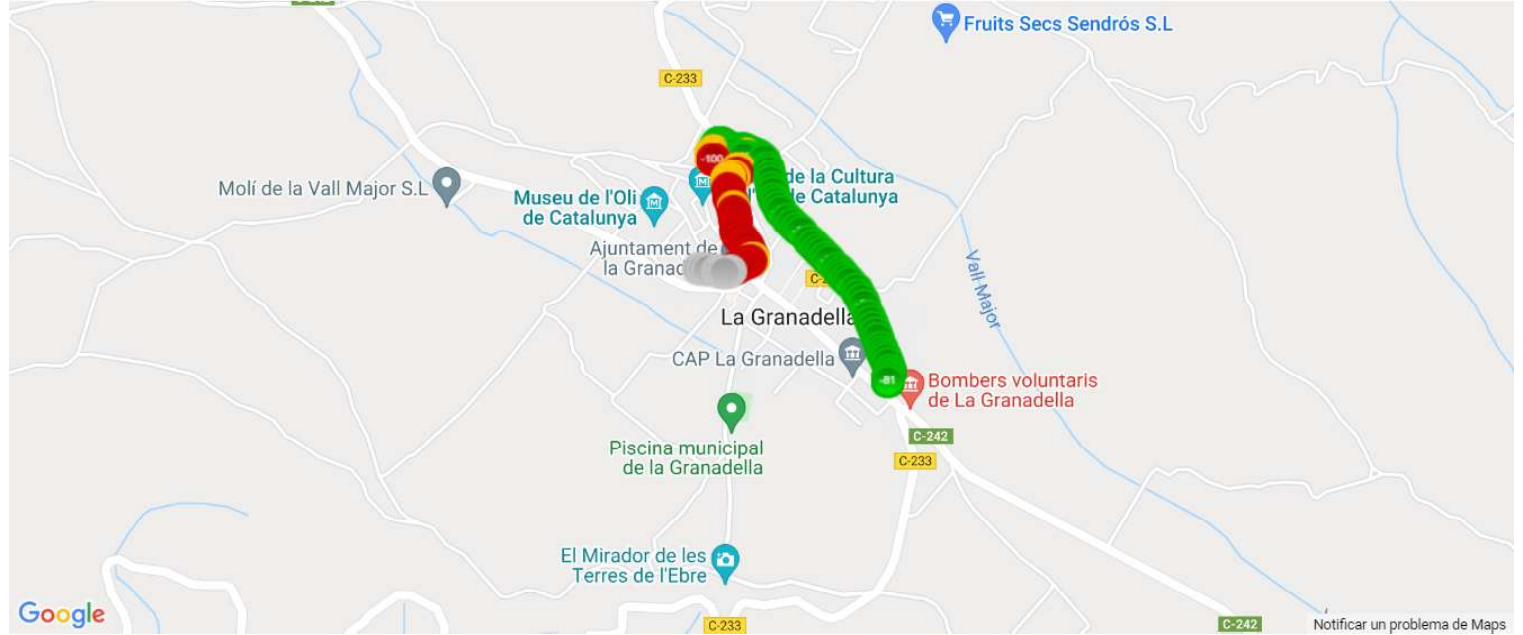 C-242
Fruits Secs Sendrós S.L
C-233
-100
Molí de la Vall Major S.L
de la Cultura
de Catalunya
Museu de l'Oli
de Catalunya
Ajuntament de
Vall Major
La Granadella
CAP La Granadella
-81
Bombers voluntaris
de La Granadella
C-242
Piscina municipal
de la Granadella
C-233
El Mirador de les
Terres de l'Ebre
Google
C-233
C-242
Notificar un problema de Maps